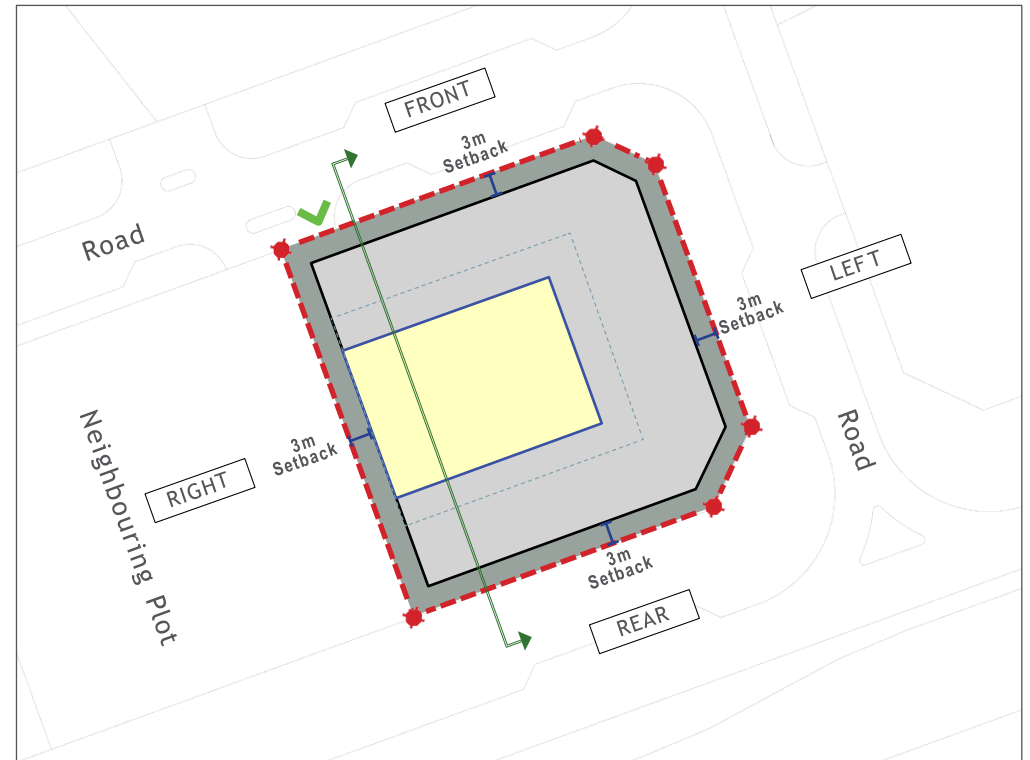 FRONT
3m
Setback
Road
LEFT
3m
Setback
Neighbouring Plot
3m
Setback
RIGHT
Road
3m
Setback
REAR